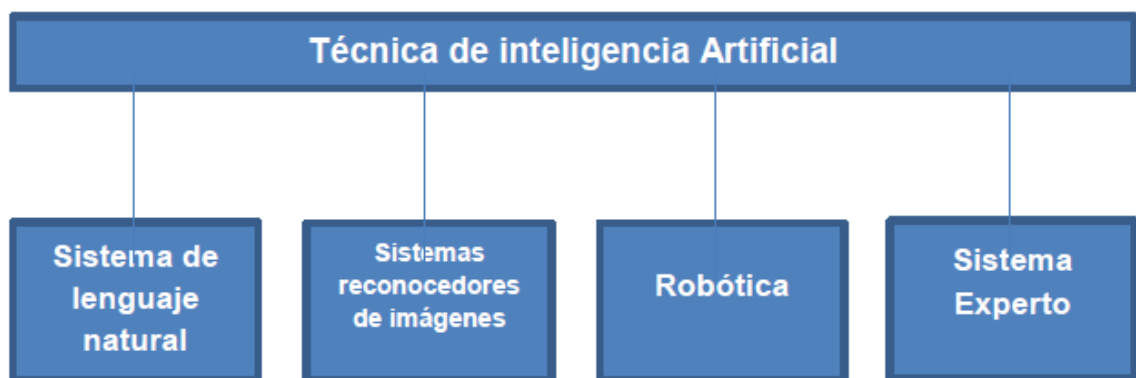 Técnica de inteligencia Artificial
Sistema de
lenguaje
natural
Sistemas
reconocedores
de imágenes
Robótica
Sistema
Experto